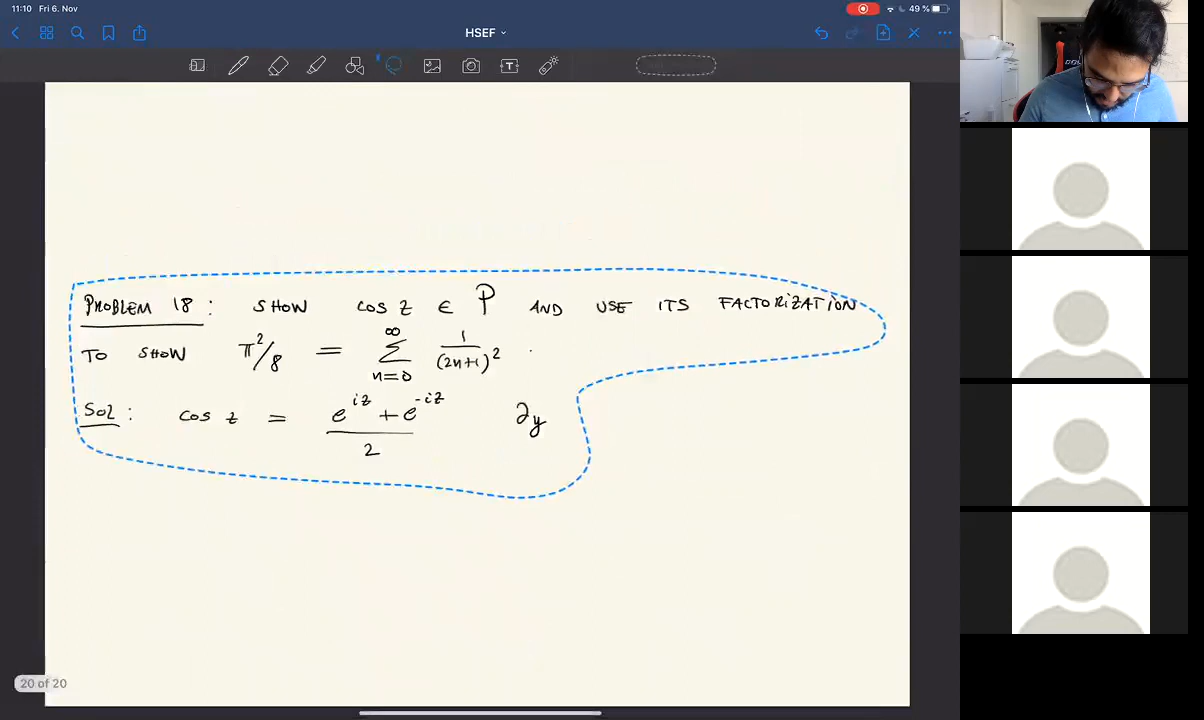 11:10 Fri 6. Nov 49 %
HSEF
PROBLEM 18 : SHOW cos z ∈ P AND USE ITS FACTORIZATION
TO SHOW π²/8 = ∑_{n=0}^{∞} 1/(2n+1)²
SOL : cos z = (e^{iz} + e^{-iz})/2 ∂y
20 of 20